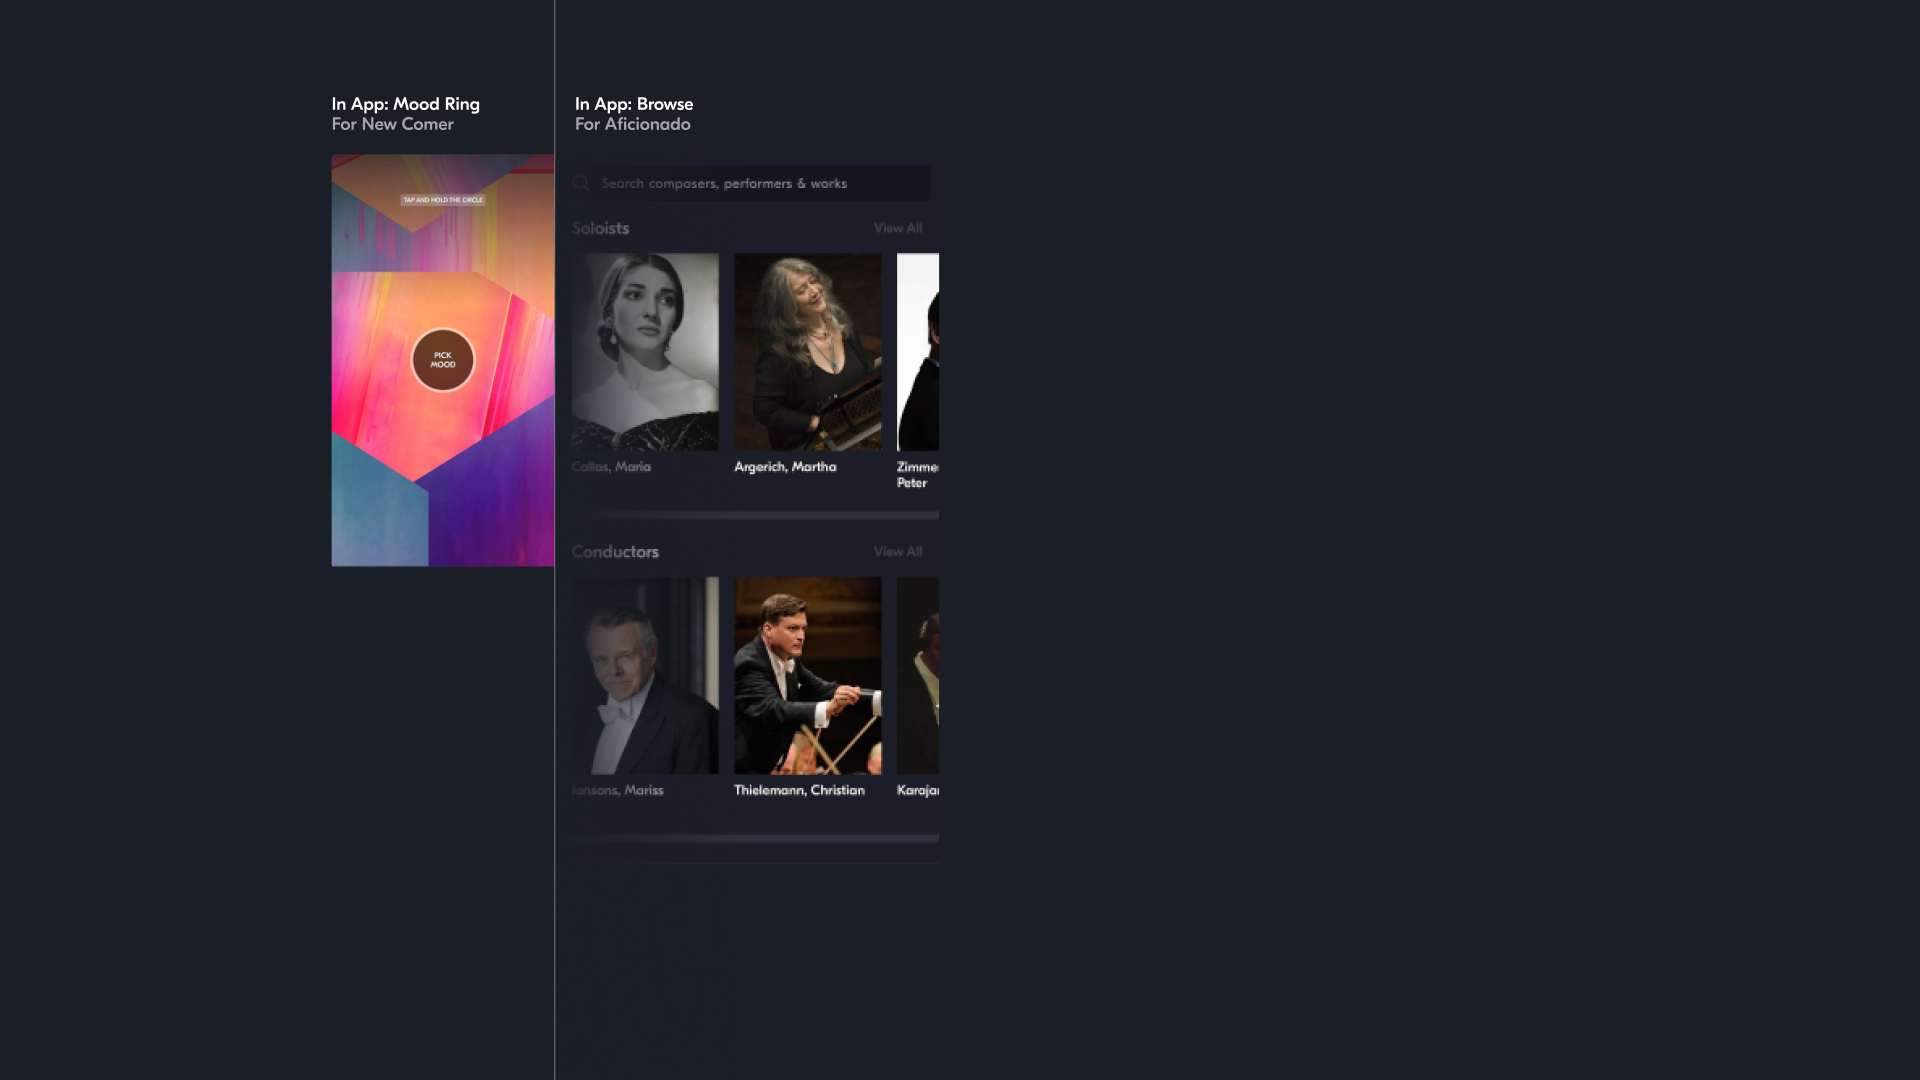 In App: Mood Ring
For New Comer
TAP AND HOLD THE CIRCLE
PICK
MOOD
In App: Browse
For Aficionado
Search composers, performers & works
Soloists
View All
Callas, Maria
Argerich, Martha
Zimme
Peter
Conductors
View All
Jansons, Mariss
Thielemann, Christian
Karaja